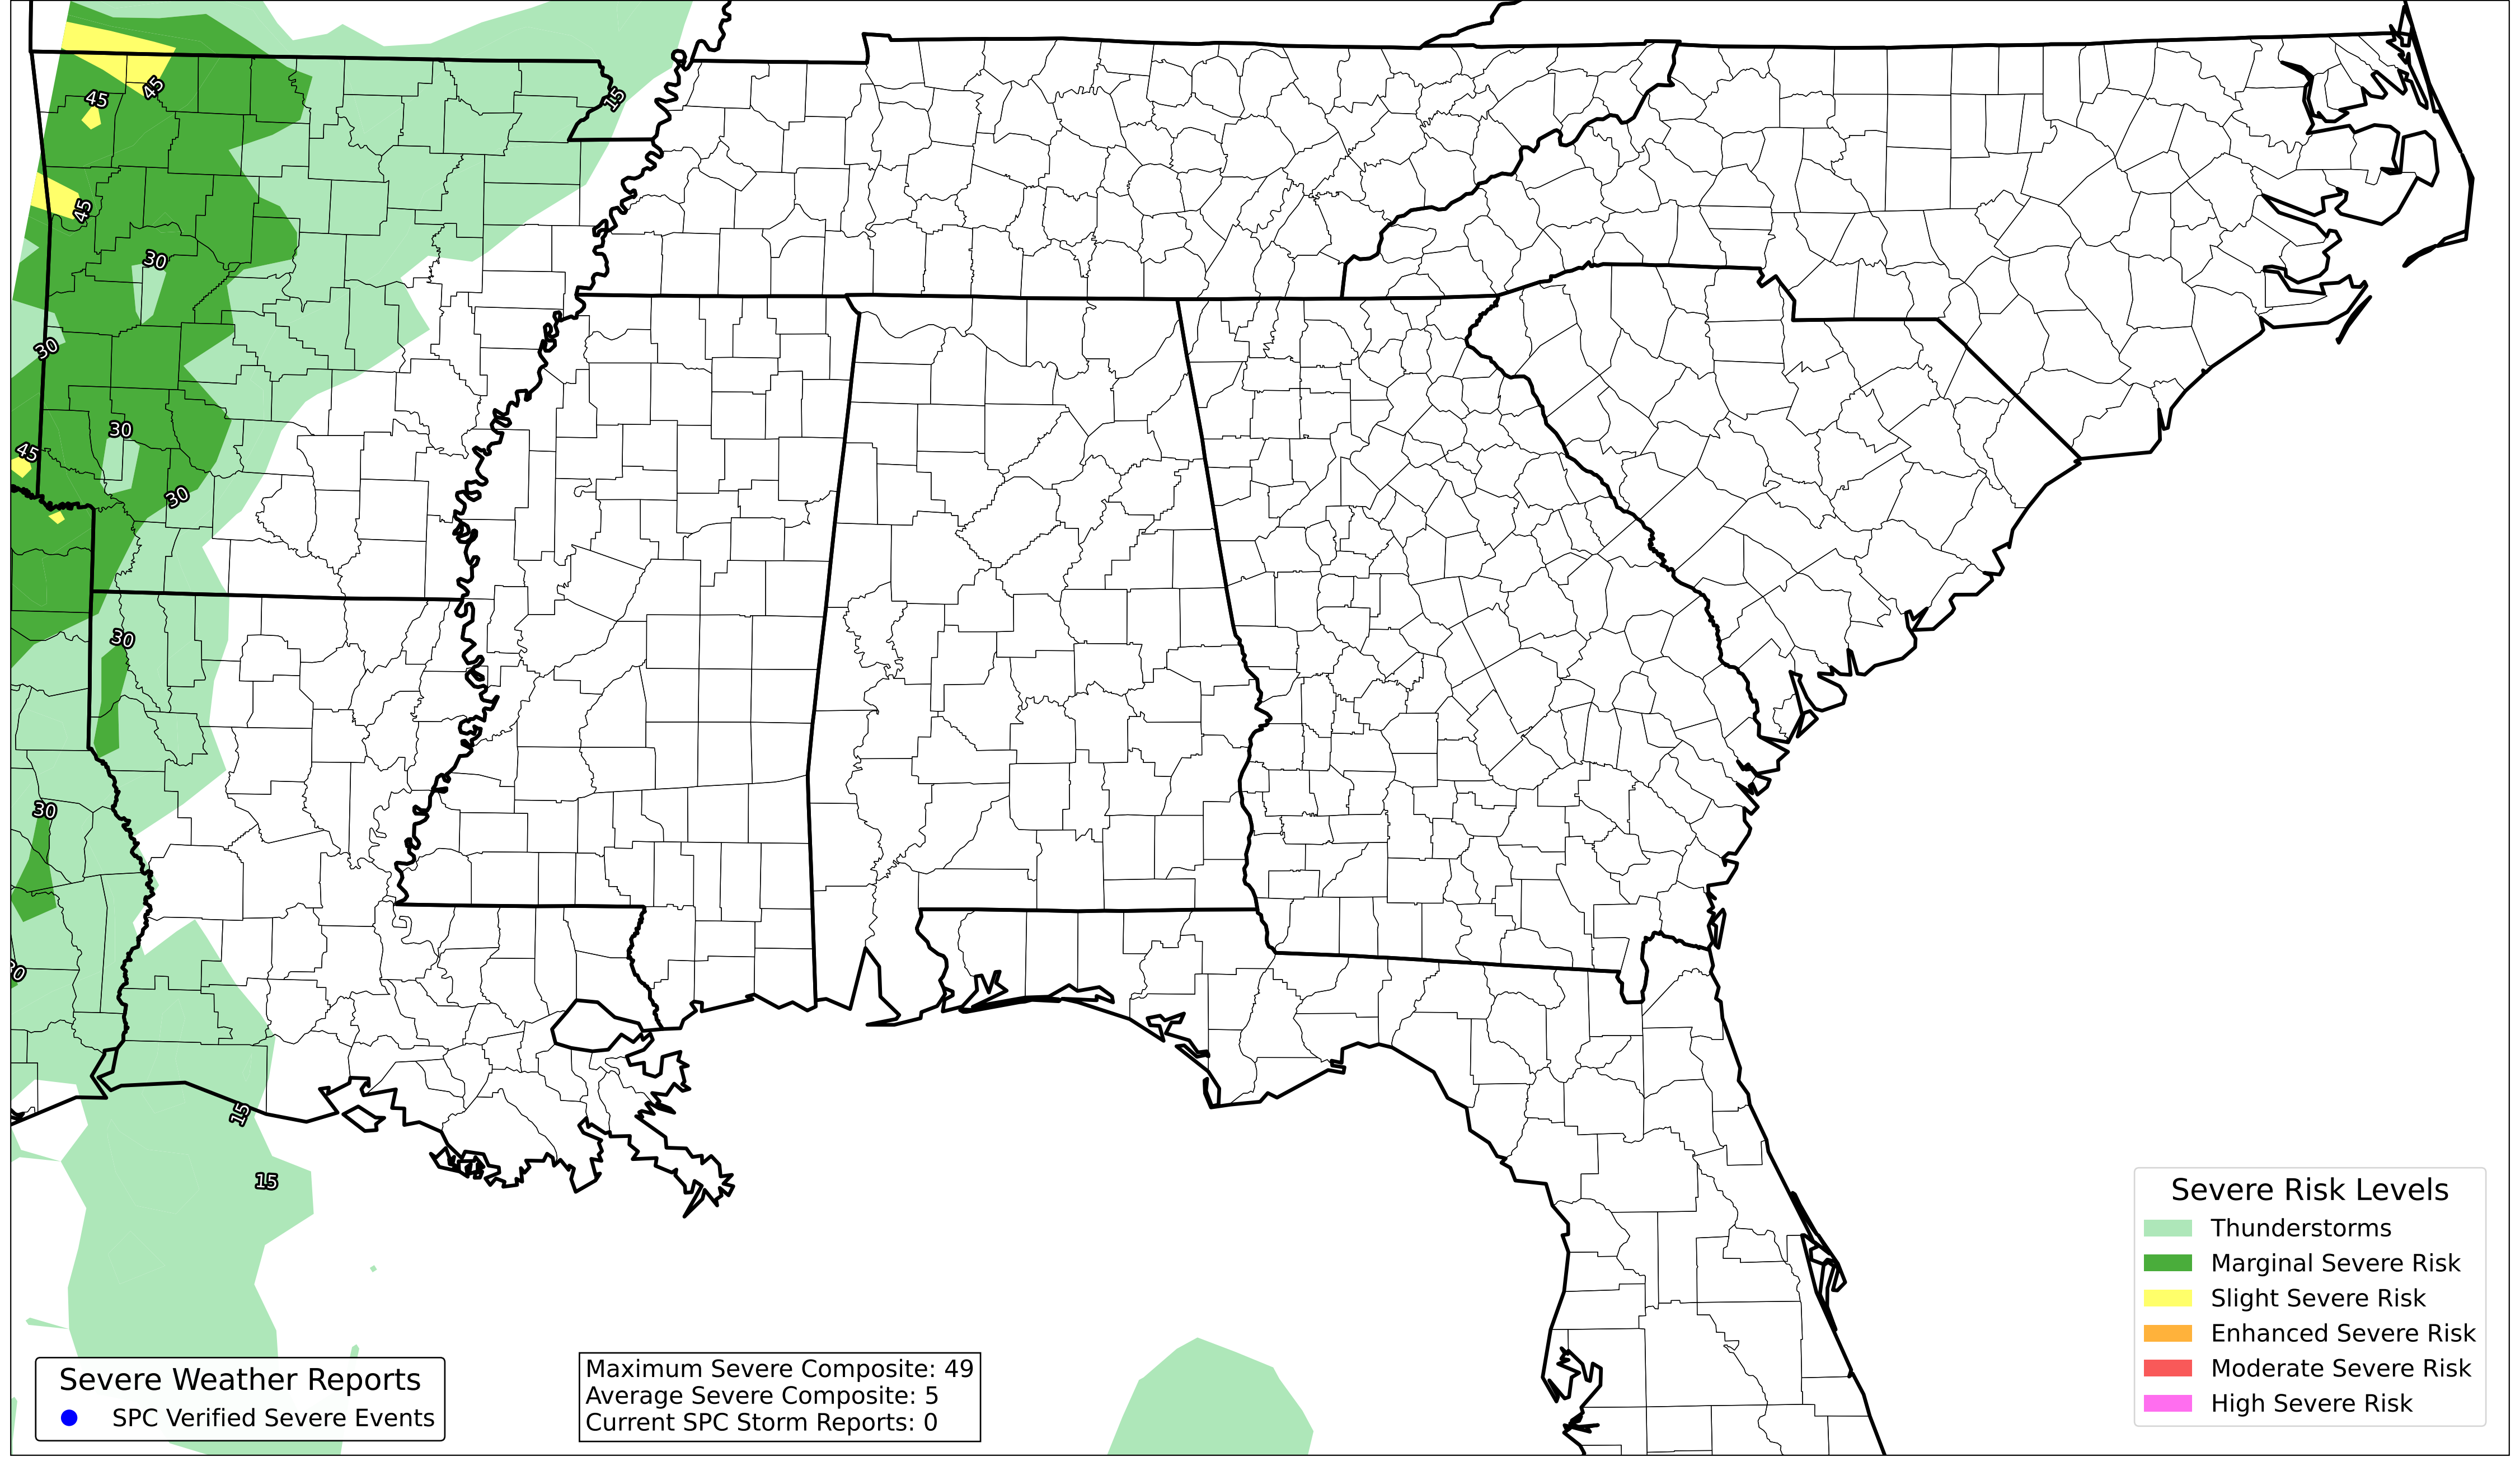 15
45
45
45
30
30
30
45
30
30
30
15
15
Severe Risk Levels
Thunderstorms
Marginal Severe Risk
Slight Severe Risk
Enhanced Severe Risk
Moderate Severe Risk
High Severe Risk
Severe Weather Reports
SPC Verified Severe Events
Maximum Severe Composite: 49
Average Severe Composite: 5
Current SPC Storm Reports: 0